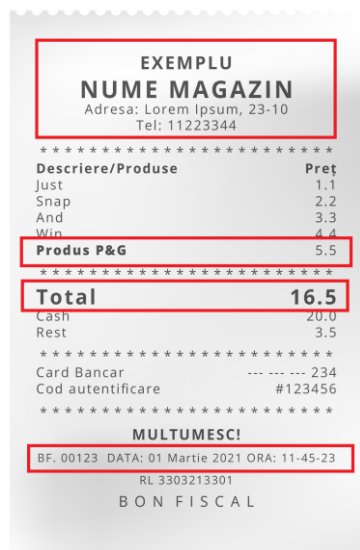 EXEMPLU
NUME MAGAZIN
Adresa: Lorem Ipsum, 23-10
Tel: 11223344
* * * * * * * * * * * * * * * * * * * * * * * *
Descriere/Produse Preț
Just 1.1
Snap 2.2
And 3.3
Win 4.4
Produs P&G 5.5
* * * * * * * * * * * * * * * * * * * * * * * *
Total 16.5
Cash 20.0
Rest 3.5
* * * * * * * * * * * * * * * * * * * * * * * *
Card Bancar --- --- --- 234
Cod autentificare #123456
* * * * * * * * * * * * * * * * * * * * * * * *
MULTUMESC!
BF. 00123 DATA: 01 Martie 2021 ORA: 11-45-23
RL 3303213301
BON FISCAL